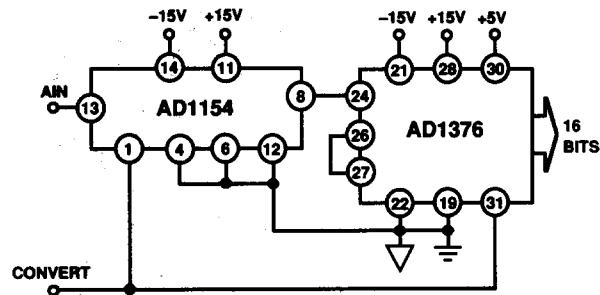 −15V +15V
−15V +15V +5V
14 11
21 28 30
AIN
13
AD1154
8
24
AD1376
26
27
16
BITS
1 4 6 12
22 19 31
CONVERT